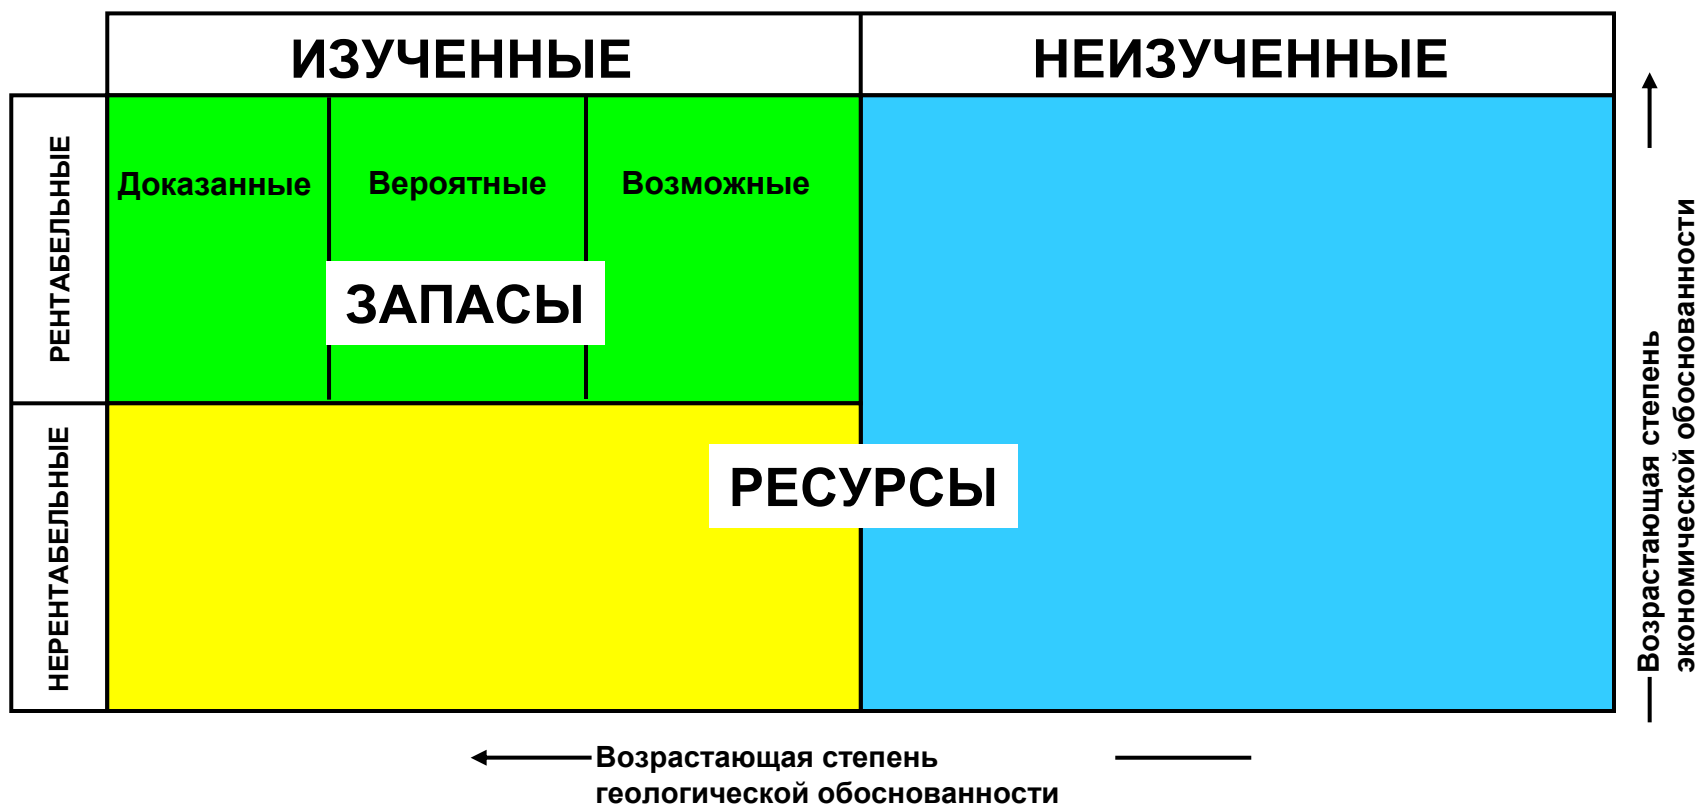 ИЗУЧЕННЫЕ
НЕИЗУЧЕННЫЕ
РЕНТАБЕЛЬНЫЕ
Доказанные
Вероятные
Возможные
ЗАПАСЫ
НЕРЕНТАБЕЛЬНЫЕ
РЕСУРСЫ
Возрастающая степень
экономической обоснованности
Возрастающая степень
геологической обоснованности